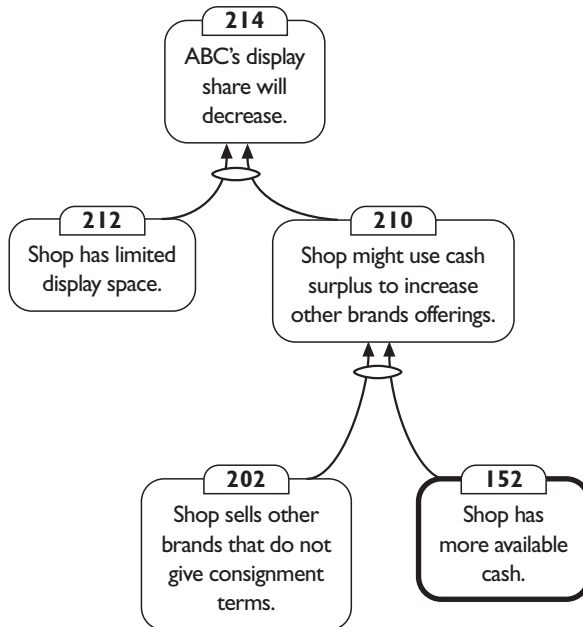 214
ABC's display
share will
decrease.
212
Shop has limited
display space.
210
Shop might use cash
surplus to increase
other brands offerings.
202
Shop sells other
brands that do not
give consignment
terms.
152
Shop has
more available
cash.